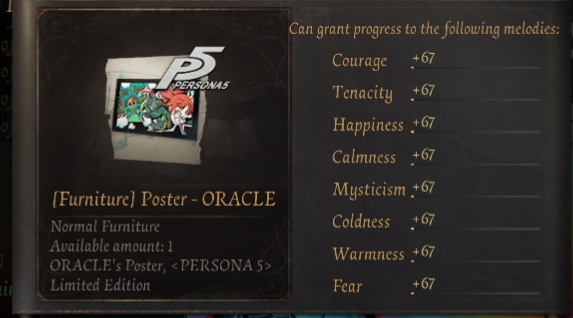 P5
PERSONA5
[Furniture] Poster - ORACLE
Normal Furniture
Available amount: 1
ORACLE's Poster, <PERSONA 5>
Limited Edition
Can grant progress to the following melodies:
Courage +67
Tenacity +67
Happiness +67
Calmness +67
Mysticism +67
Coldness +67
Warmness +67
Fear +67